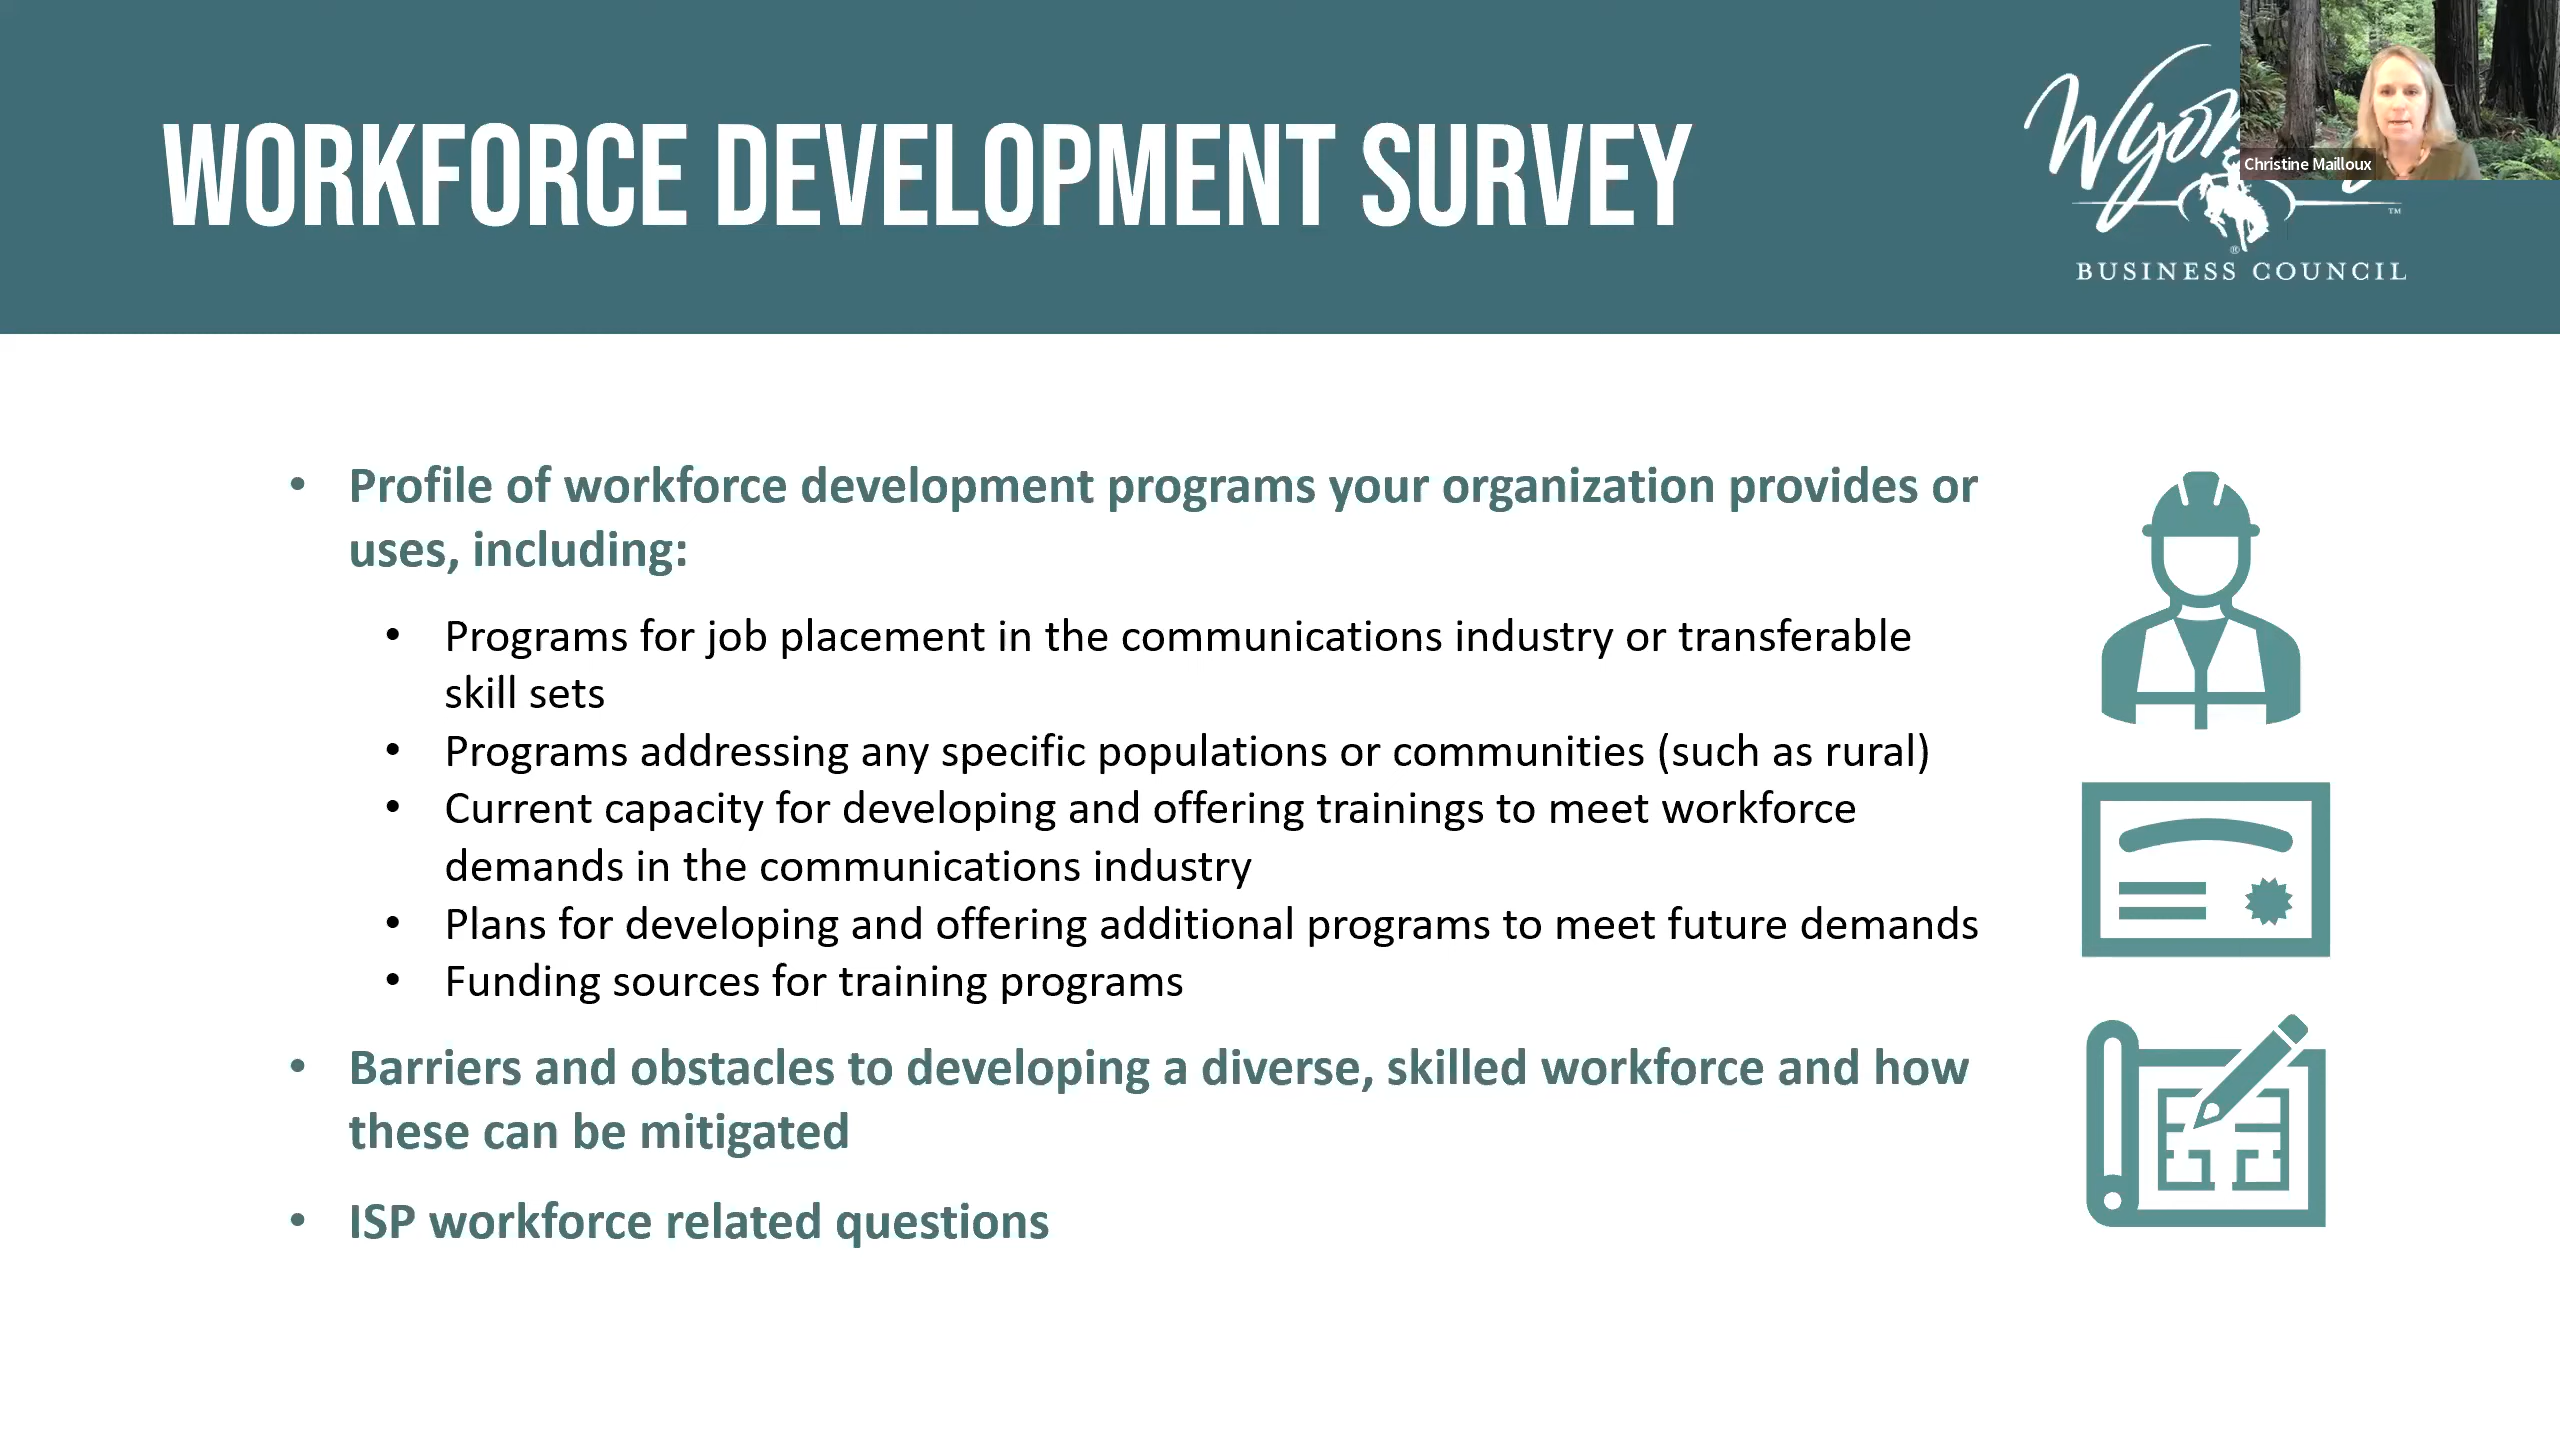 WORKFORCE DEVELOPMENT SURVEY
Wyom
Christine Mailloux
™
®
BUSINESS COUNCIL
• Profile of workforce development programs your organization provides or
uses, including:
• Programs for job placement in the communications industry or transferable
skill sets
• Programs addressing any specific populations or communities (such as rural)
• Current capacity for developing and offering trainings to meet workforce
demands in the communications industry
• Plans for developing and offering additional programs to meet future demands
• Funding sources for training programs
• Barriers and obstacles to developing a diverse, skilled workforce and how
these can be mitigated
• ISP workforce related questions